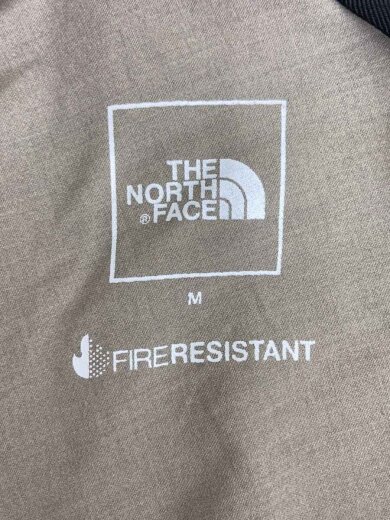 THE
NORTH
®FACE
M
FIRERESISTANT